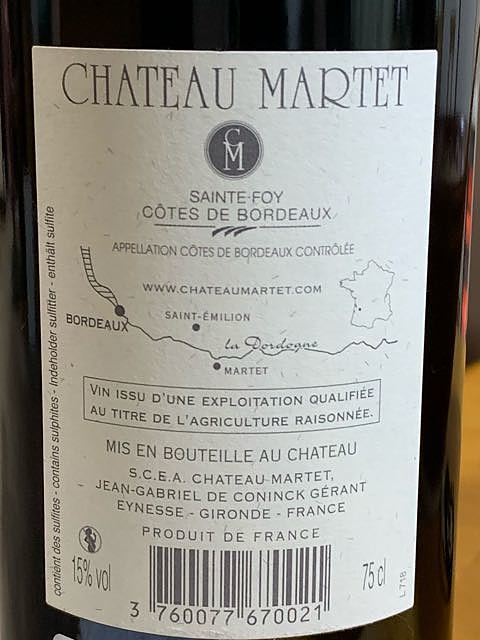 CHATEAU MARTET
CM
SAINTE-FOY
CÔTES DE BORDEAUX
APPELLATION CÔTES DE BORDEAUX CONTRÔLÉE
WWW.CHATEAUMARTET.COM
BORDEAUX
SAINT-ÉMILION
la Dordogne
MARTET
VIN ISSU D'UNE EXPLOITATION QUALIFIÉE
AU TITRE DE L'AGRICULTURE RAISONNÉE.
MIS EN BOUTEILLE AU CHATEAU
S.C.E.A. CHATEAU MARTET,
JEAN-GABRIEL DE CONINCK GÉRANT
EYNESSE - GIRONDE - FRANCE
PRODUIT DE FRANCE
15% vol
75 cl
3 760077 670021
L 718
contient des sulfites - contains sulphites - Indeholder sulfitter - enthält sulfite